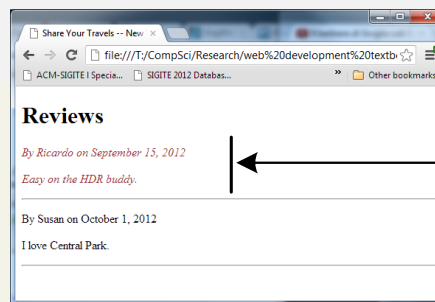 Share Your Travels -- New
file:///T:/CompSci/Research/web%20development%20textb
ACM-SIGITE | Specia... SIGITE 2012 Databas... » Other bookmarks
Reviews
By Ricardo on September 15, 2012
Easy on the HDR buddy.
By Susan on October 1, 2012
I love Central Park.